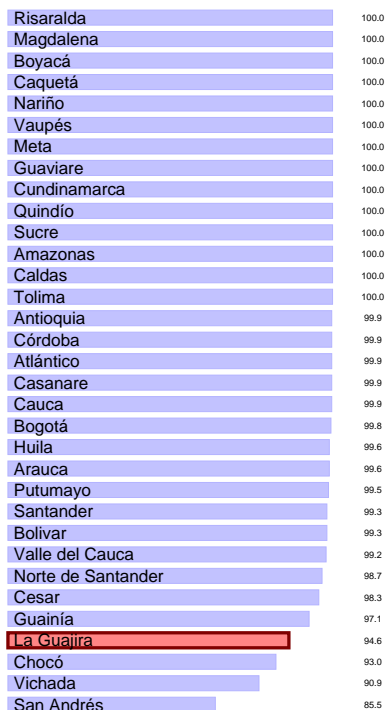 Risaralda 100.0
Magdalena 100.0
Boyacá 100.0
Caquetá 100.0
Nariño 100.0
Vaupés 100.0
Meta 100.0
Guaviare 100.0
Cundinamarca 100.0
Quindío 100.0
Sucre 100.0
Amazonas 100.0
Caldas 100.0
Tolima 100.0
Antioquia 99.9
Córdoba 99.9
Atlántico 99.9
Casanare 99.9
Cauca 99.9
Bogotá 99.8
Huila 99.6
Arauca 99.6
Putumayo 99.5
Santander 99.3
Bolivar 99.3
Valle del Cauca 99.2
Norte de Santander 98.7
Cesar 98.3
Guainía 97.1
La Guajira 94.6
Chocó 93.0
Vichada 90.9
San Andrés 85.5